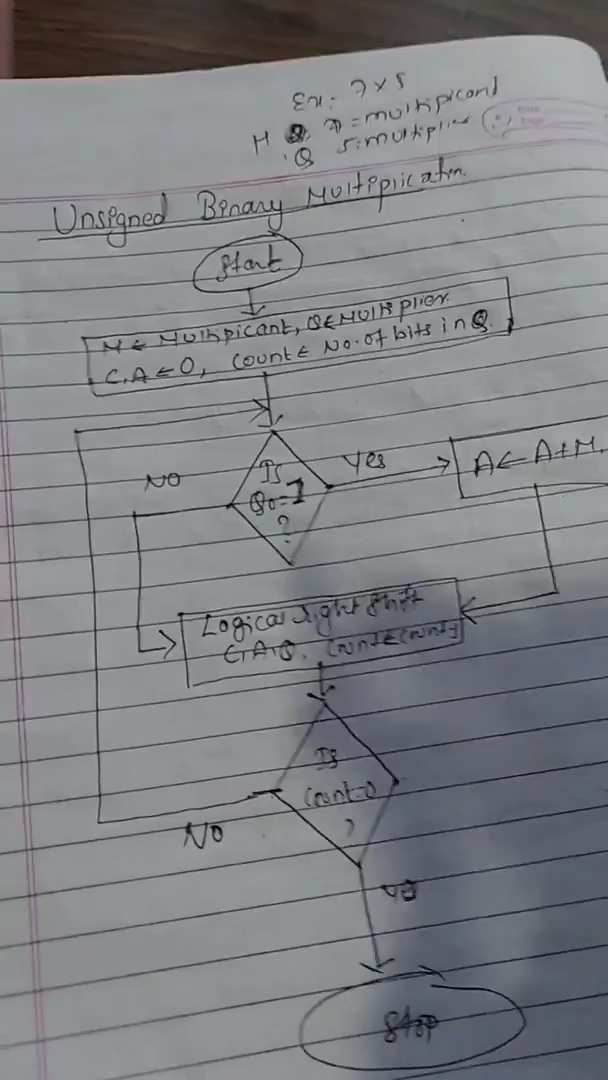 Ex: 7 x 5
M 7 = multipicand
Q 5 = multiplier
Unsigned Binary Multiplication.
Start
M ← Multipicant, Q ← Multiplier.
C, A ← 0, Count ← No. of bits in Q.
NO
Is
Q0=1
?
Yes
A ← A+M.
Logical right shift
C, A, Q. Count ← Count-1
Is
Count=0
?
NO
Yes
Stop